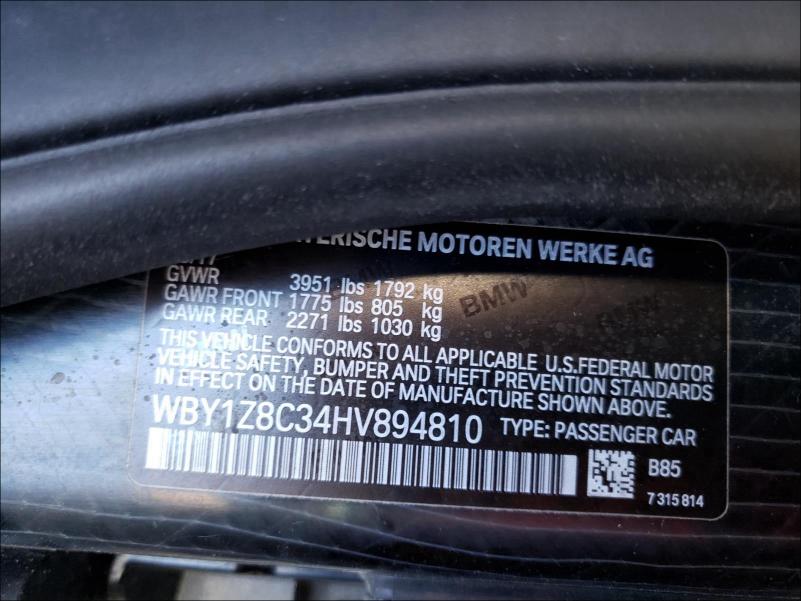 ERISCHE MOTOREN WERKE AG
GVWR 3951 lbs 1792 kg
GAWR FRONT 1775 lbs 805 kg
GAWR REAR 2271 lbs 1030 kg
THIS VEHICLE CONFORMS TO ALL APPLICABLE U.S.FEDERAL MOTOR
VEHICLE SAFETY, BUMPER AND THEFT PREVENTION STANDARDS
IN EFFECT ON THE DATE OF MANUFACTURE SHOWN ABOVE.
WBY1Z8C34HV894810 TYPE: PASSENGER CAR
B85
7 315 814
BMW